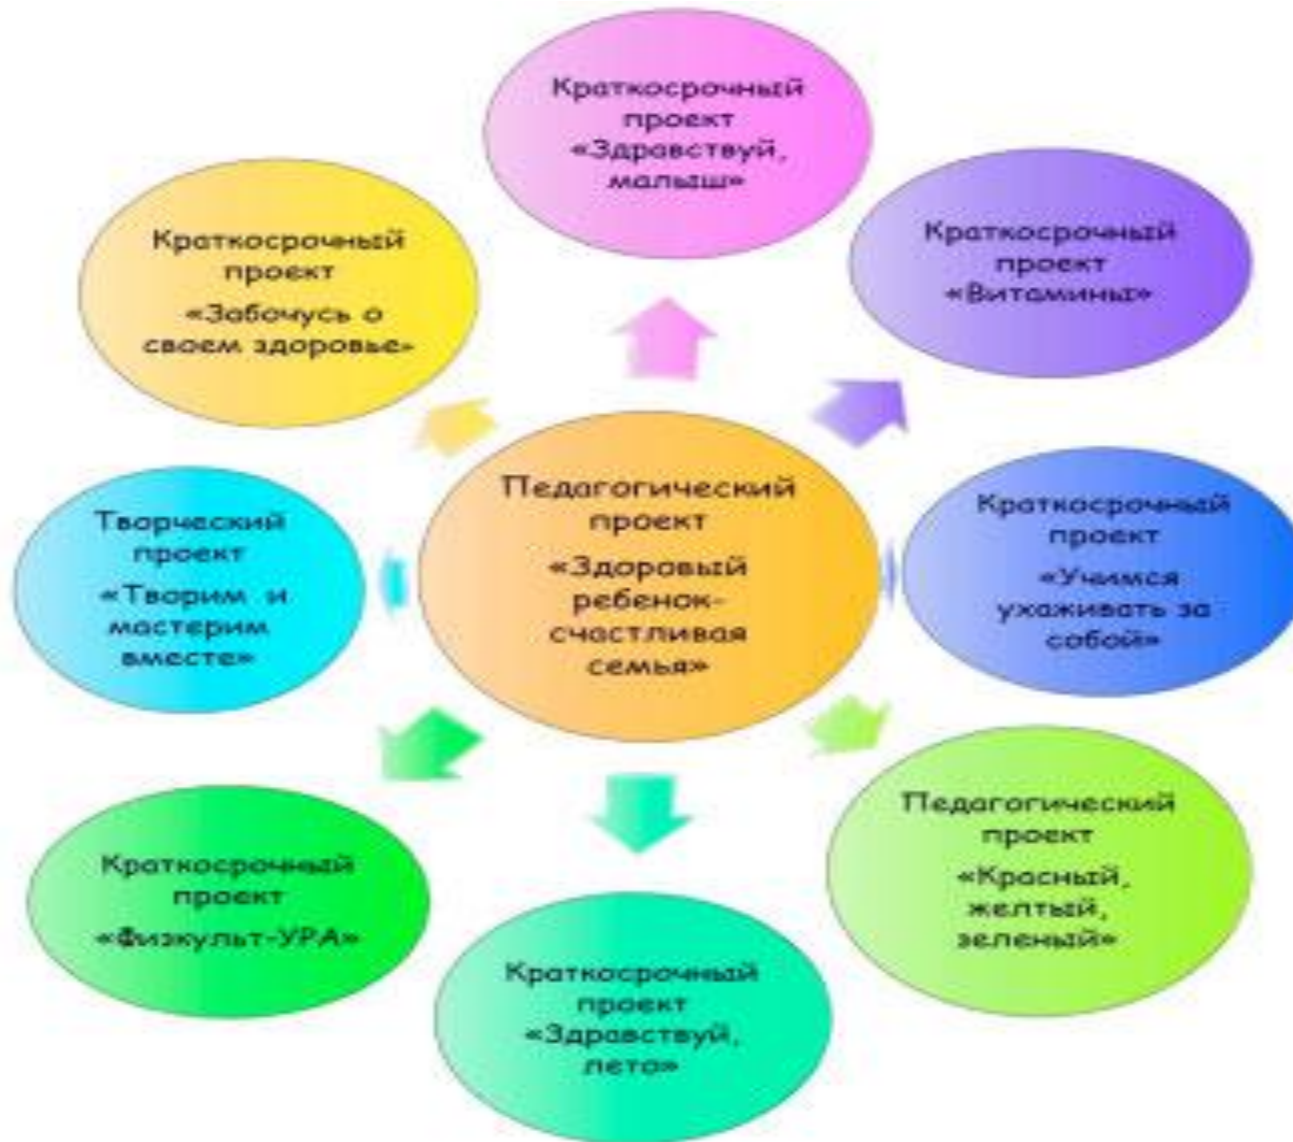 Краткосрочный
проект
«Здравствуй,
малыш»
Краткосрочный
проект
«Витамины»
Краткосрочный
проект
«Учимся
ухаживать за
собой»
Педагогический
проект
«Красный,
желтый,
зеленый»
Краткосрочный
проект
«Здравствуй,
лето»
Краткосрочный
проект
«Физкульт-УРА»
Творческий
проект
«Творим и
мастерим
вместе»
Краткосрочный
проект
«Забочусь о
своем здоровье»
Педагогический
проект
«Здоровый
ребенок-
счастливая
семья»